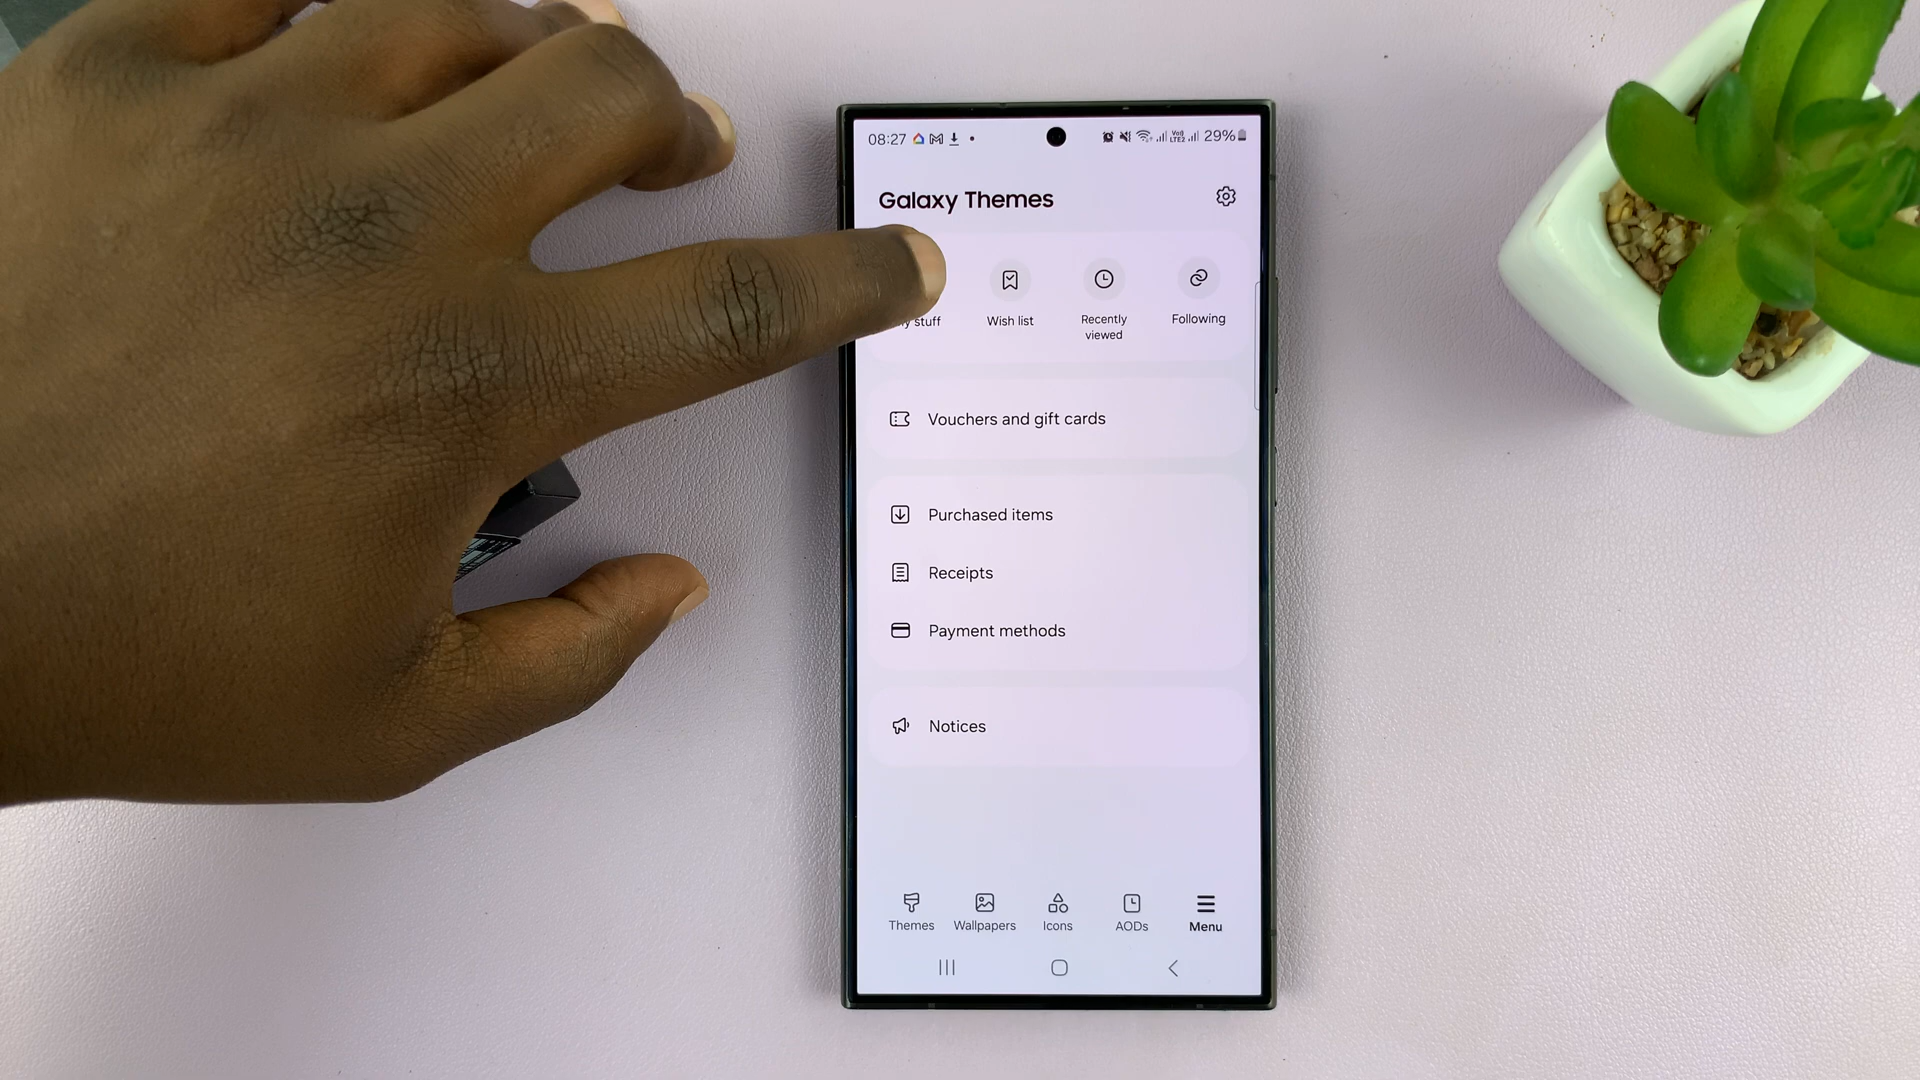 08:27
29%
Galaxy Themes
stuff
Wish list
Recently
viewed
Following
Vouchers and gift cards
Purchased items
Receipts
Payment methods
Notices
Themes
Wallpapers
Icons
AODs
Menu